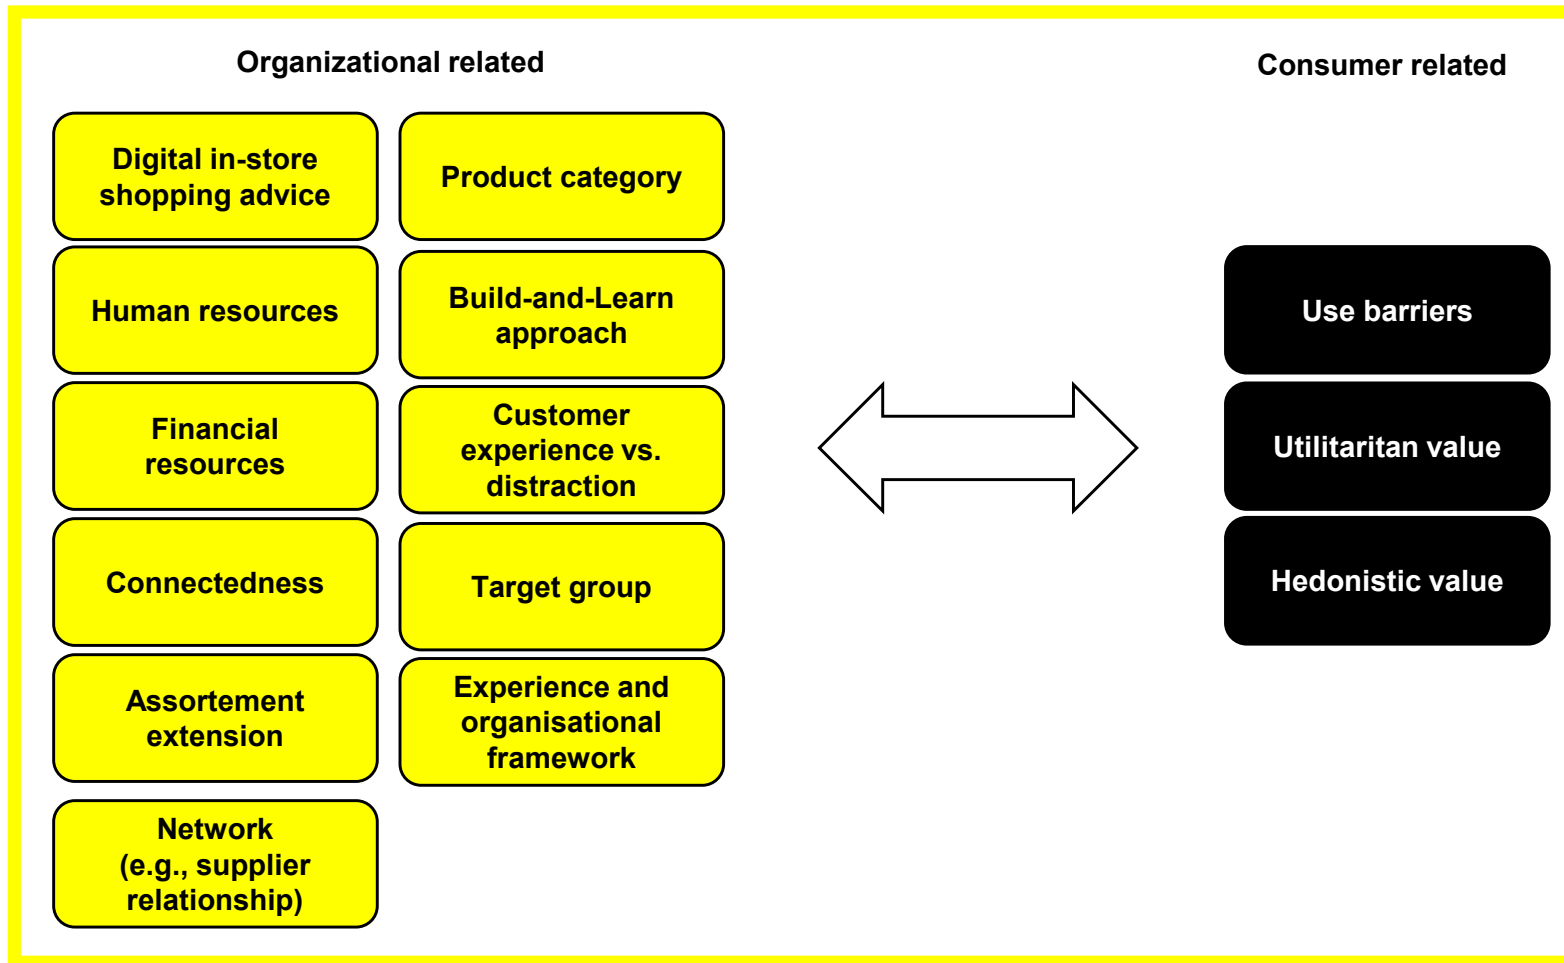 Organizational related
Consumer related
Digital in-store
shopping advice
Product category
Human resources
Build-and-Learn
approach
Financial
resources
Customer
experience vs.
distraction
Connectedness
Target group
Assortement
extension
Experience and
organisational
framework
Network
(e.g., supplier
relationship)
Use barriers
Utilitaritan value
Hedonistic value